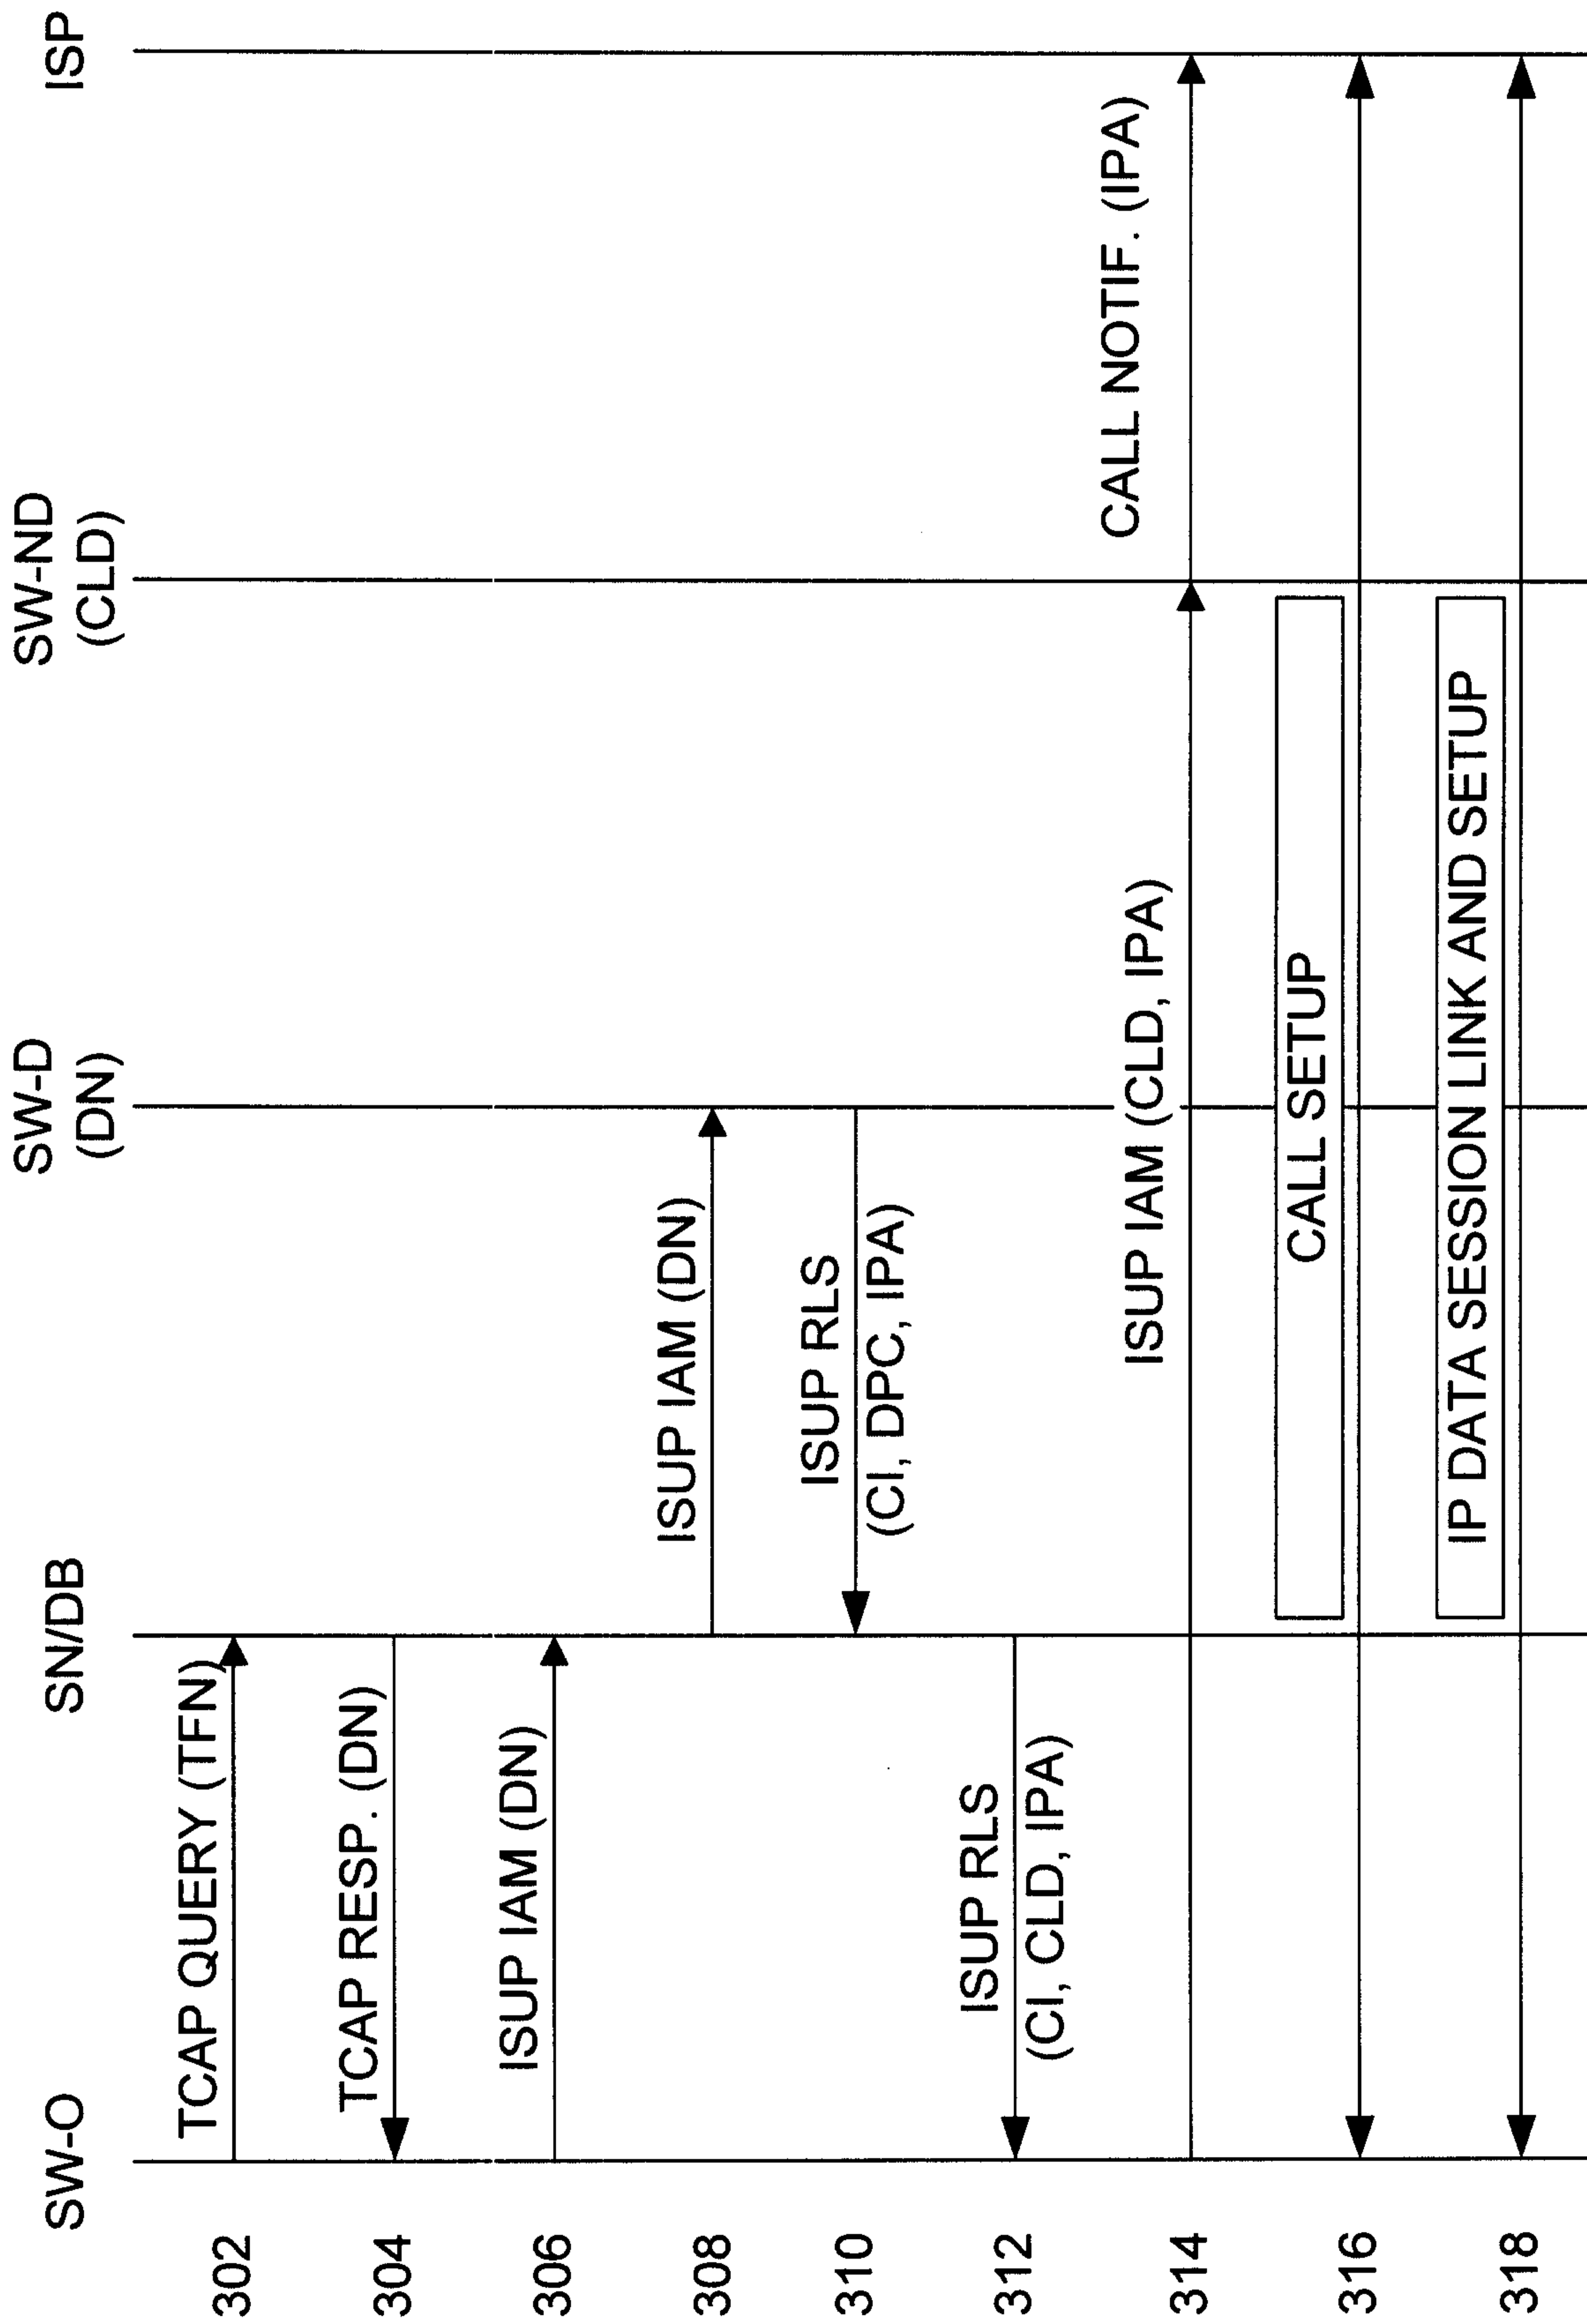 SW-O
SN/DB
SW-D
(DN)
SW-ND
(CLD)
ISP
302
TCAP QUERY (TFN)
304
TCAP RESP. (DN)
306
ISUP IAM (DN)
308
ISUP IAM (DN)
310
ISUP RLS
(CI, DPC, IPA)
312
ISUP RLS
(CI, CLD, IPA)
314
ISUP IAM (CLD, IPA)
CALL NOTIF. (IPA)
316
CALL SETUP
318
IP DATA SESSION LINK AND SETUP